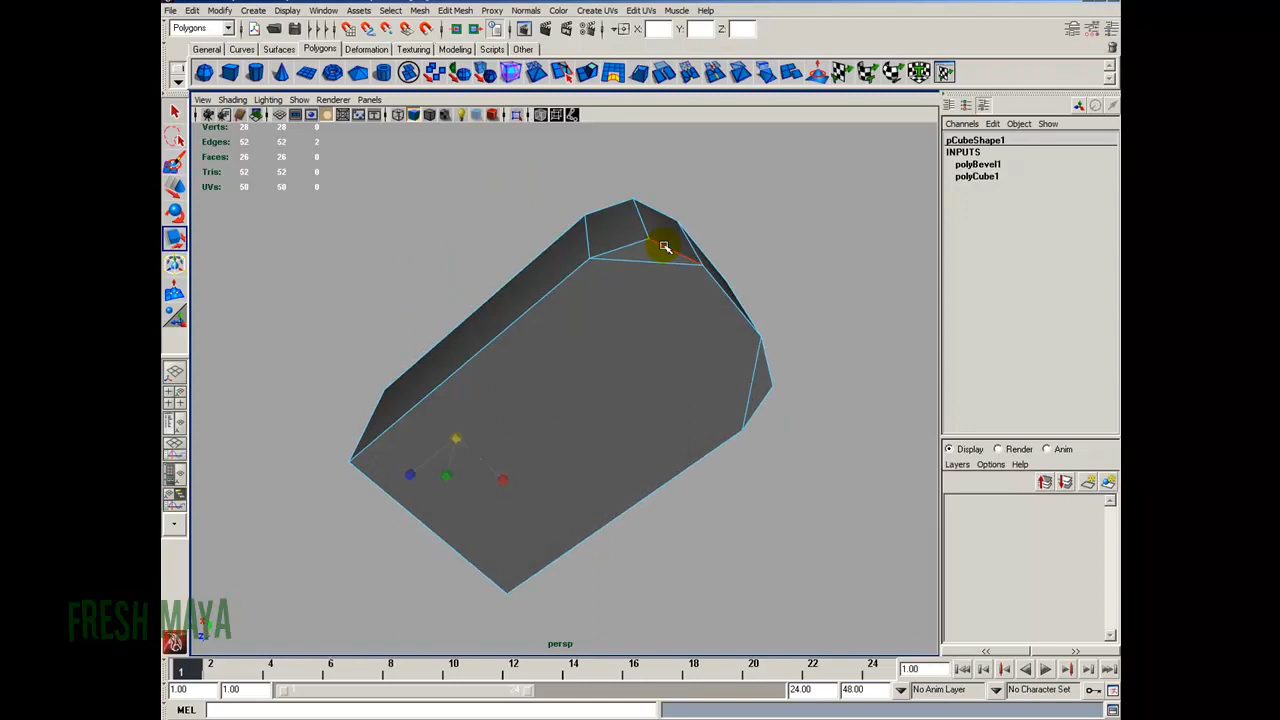 File Edit Modify Create Display Window Assets Select Mesh Edit Mesh Proxy Normals Color Create UVs Edit UVs Muscle Help
Polygons X: Y: Z:
General Curves Surfaces Polygons Deformation Texturing Modeling Scripts Other
View Shading Lighting Show Renderer Panels
Channels Edit Object Show
Verts: 28 28 0
Edges: 52 52 2
Faces: 26 26 0
Tris: 52 52 0
UVs: 50 50 0
pCubeShape1
INPUTS
polyBevel1
polyCube1
Display Render Anim
Layers Options Help
FRESH MAYA
persp
2 4 6 8 10 12 14 16 18 20 22 24
1 1.00
1.00 1.00 24 24.00 48.00 No Anim Layer No Character Set
MEL